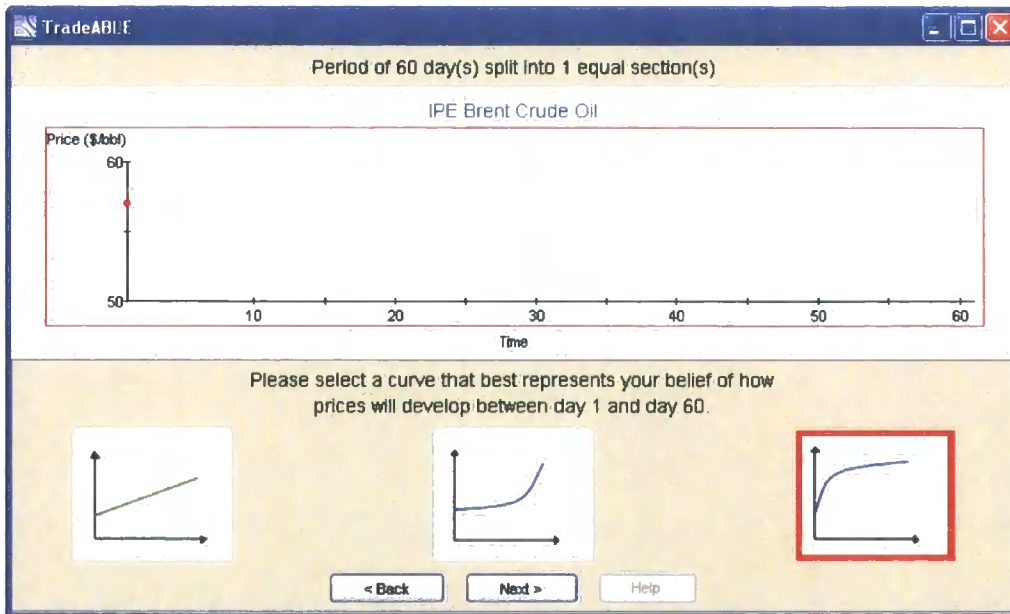 TradeABLE
Period of 60 day(s) split into 1 equal section(s)
IPE Brent Crude Oil
Price ($/bbl)
60
50
10 20 30 40 50 60
Time
Please select a curve that best represents your belief of how
prices will develop between day 1 and day 60.
< Back Next > Help